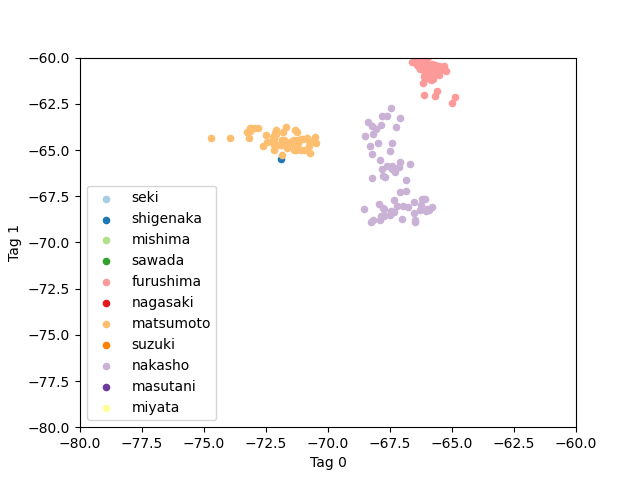 −60.0
−62.5
−65.0
−67.5
−70.0
−72.5
−75.0
−77.5
−80.0
Tag 1
seki
shigenaka
mishima
sawada
furushima
nagasaki
matsumoto
suzuki
nakasho
masutani
miyata
−80.0 −77.5 −75.0 −72.5 −70.0 −67.5 −65.0 −62.5 −60.0
Tag 0